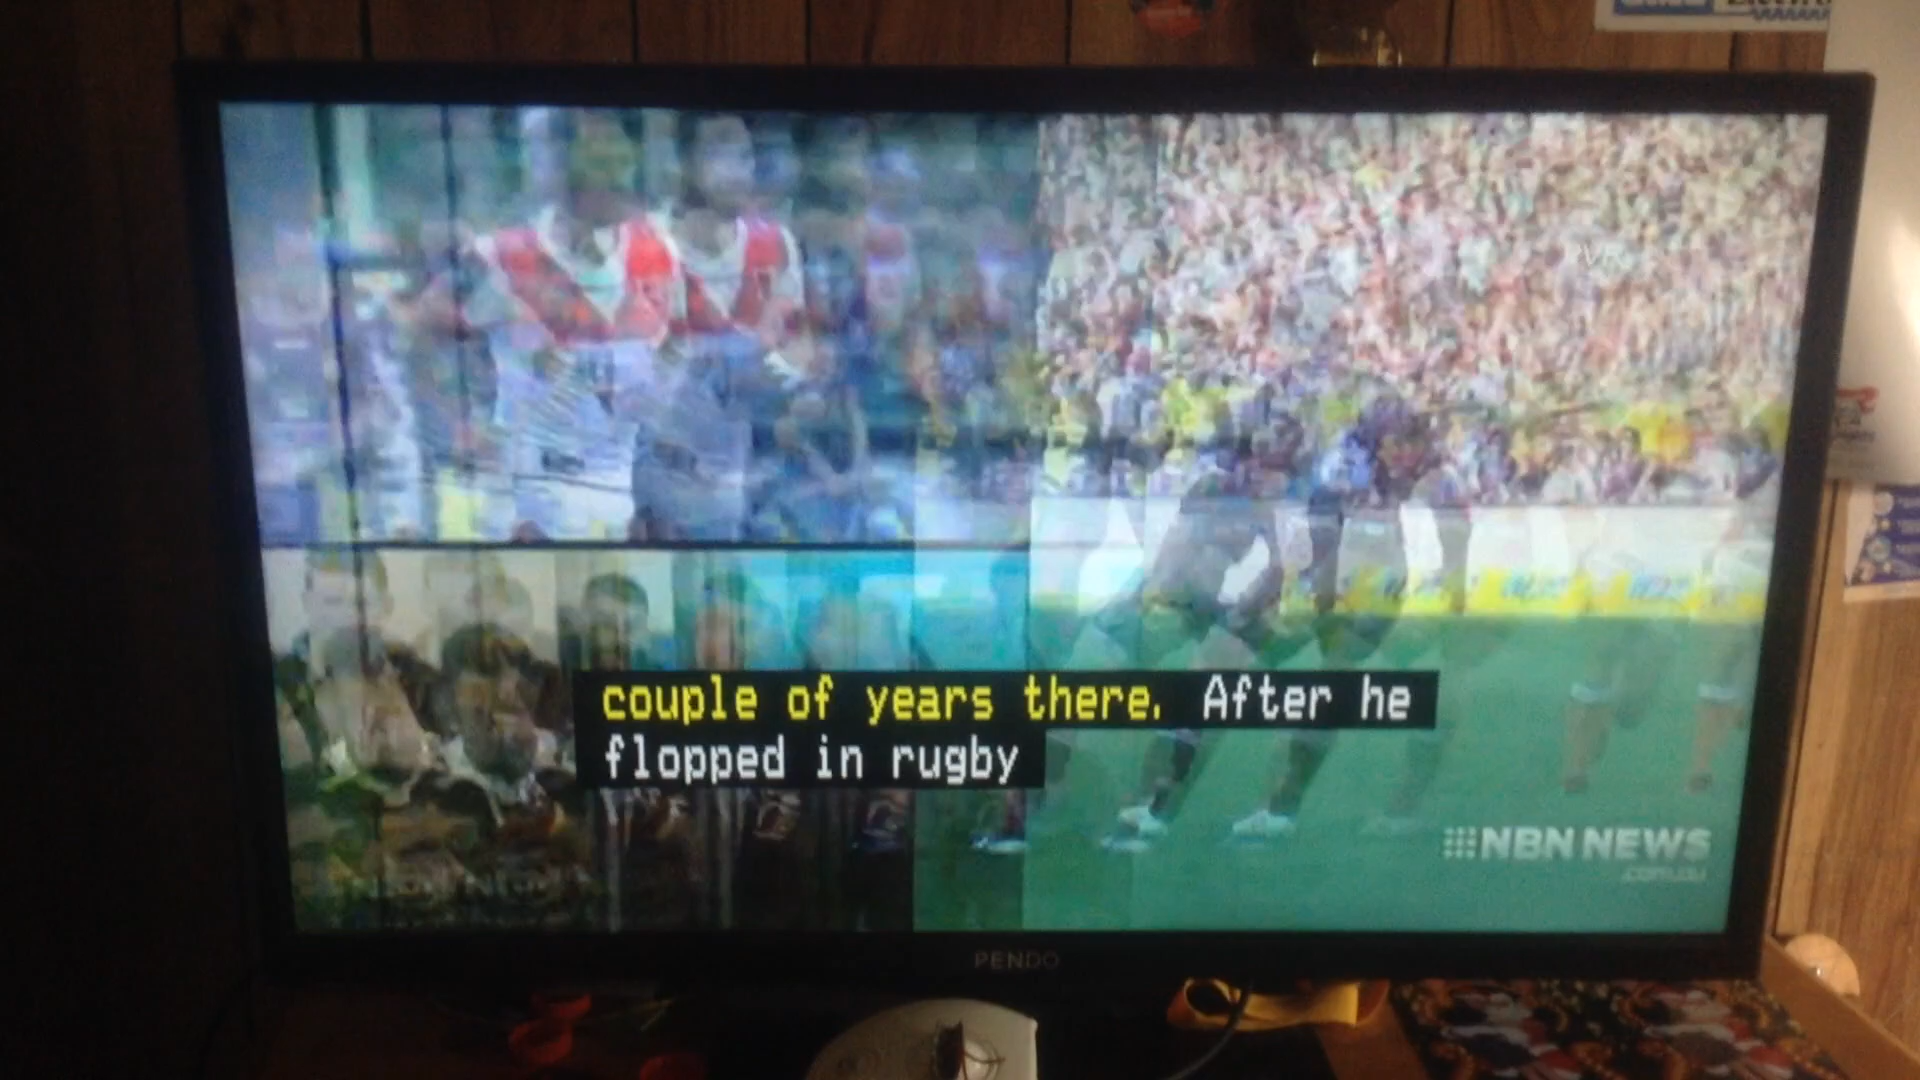 couple of years there. After he
flopped in rugby
NBN NEWS
.com.au
PENDO